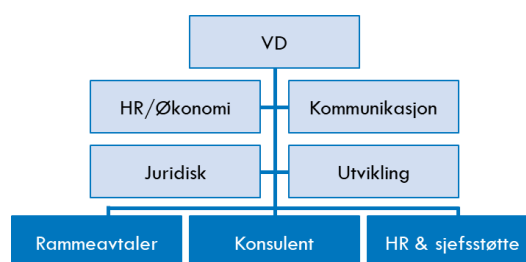 VD
HR/Økonomi
Kommunikasjon
Juridisk
Utvikling
Rammeavtaler
Konsulent
HR & sjefsstøtte